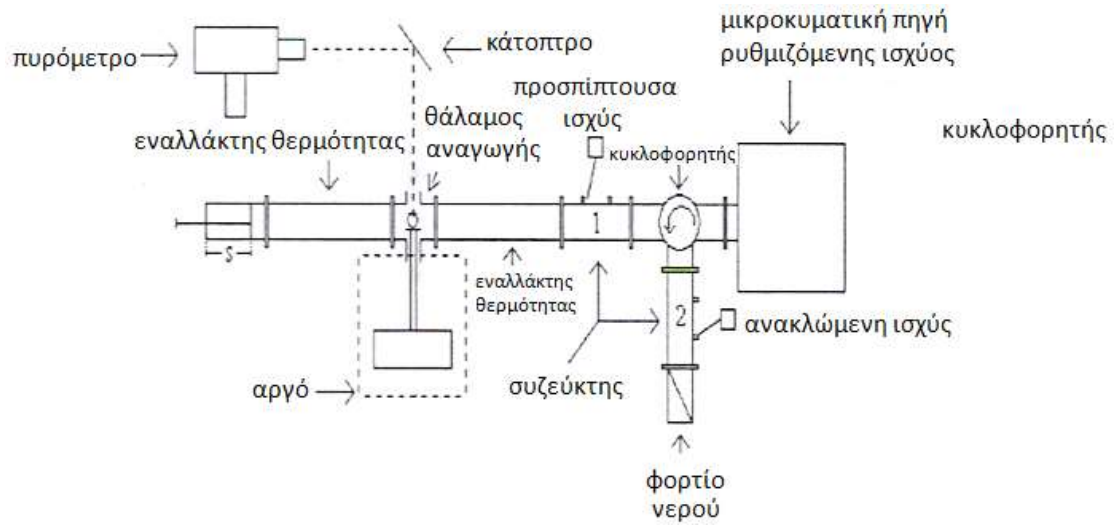 μικροκυματική πηγή
ρυθμιζόμενης ισχύος
πυρόμετρο
κάτοπτρο
προσπίπτουσα
ισχύς
κυκλοφορητής
εναλλάκτης θερμότητας
θάλαμος
αναγωγής
κυκλοφορητής
1
S
εναλλάκτης
θερμότητας
2
ανακλώμενη ισχύς
αργό
συζεύκτης
φορτίο
νερού